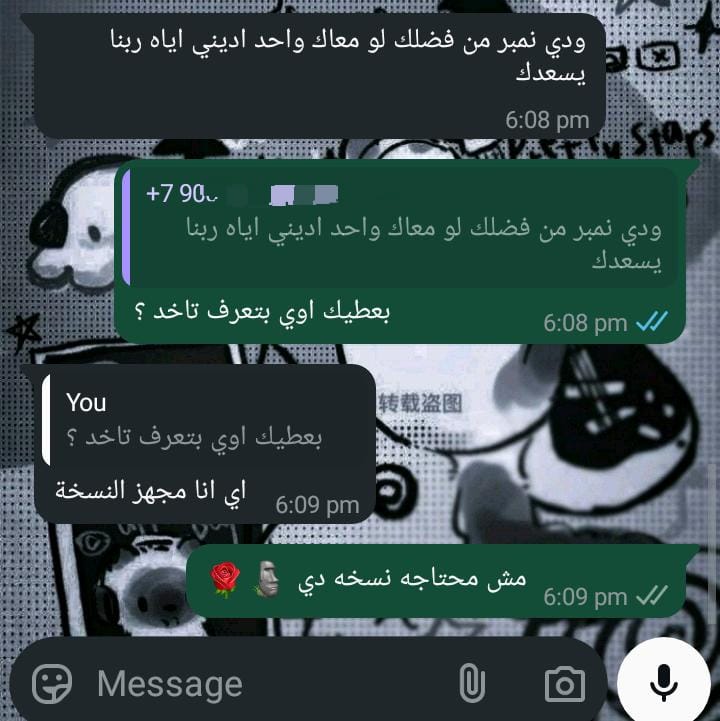 ودي نمبر من فضلك لو معاك واحد اديني اياه ربنا
يسعدك
6:08 pm
+7 90
ودي نمبر من فضلك لو معاك واحد اديني اياه ربنا
يسعدك
بعطيك اوي بتعرف تاخد ؟
6:08 pm
You
بعطيك اوي بتعرف تاخد ؟
اي انا مجهز النسخة
6:09 pm
转载盗图
مش محتاجه نسخه دي 🗿🌹
6:09 pm
Message